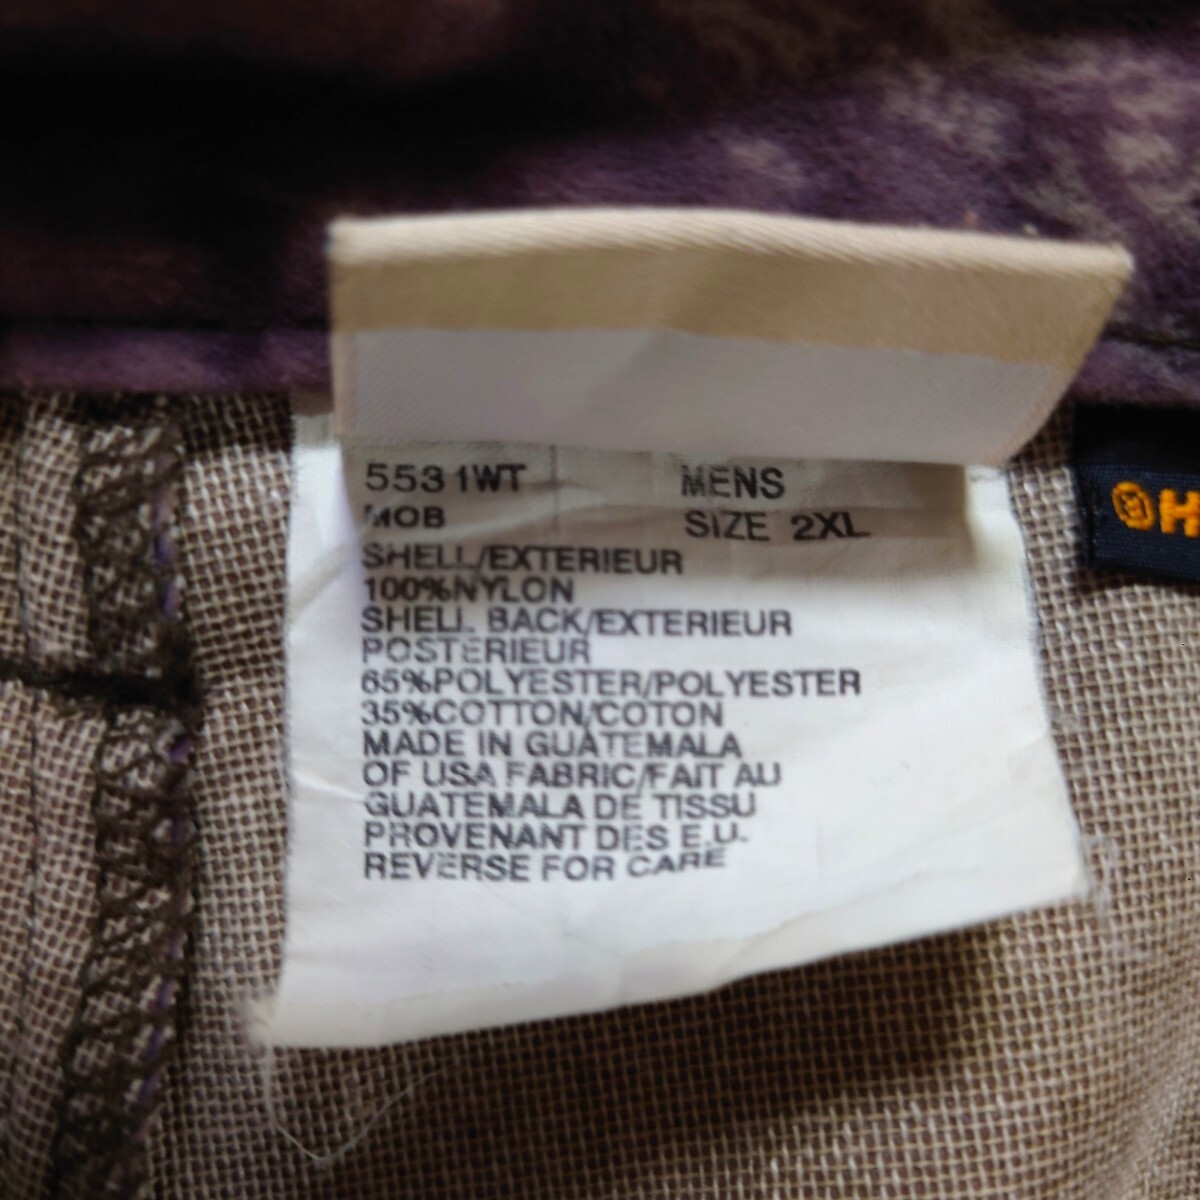 5531WT MENS
MOB SIZE 2XL
SHELL/EXTERIEUR
100%NYLON
SHELL BACK/EXTERIEUR
POSTERIEUR
65%POLYESTER/POLYESTER
35%COTTON/COTON
MADE IN GUATEMALA
OF USA FABRIC/FAIT AU
GUATEMALA DE TISSU
PROVENANT DES E.U.
REVERSE FOR CARE
®H